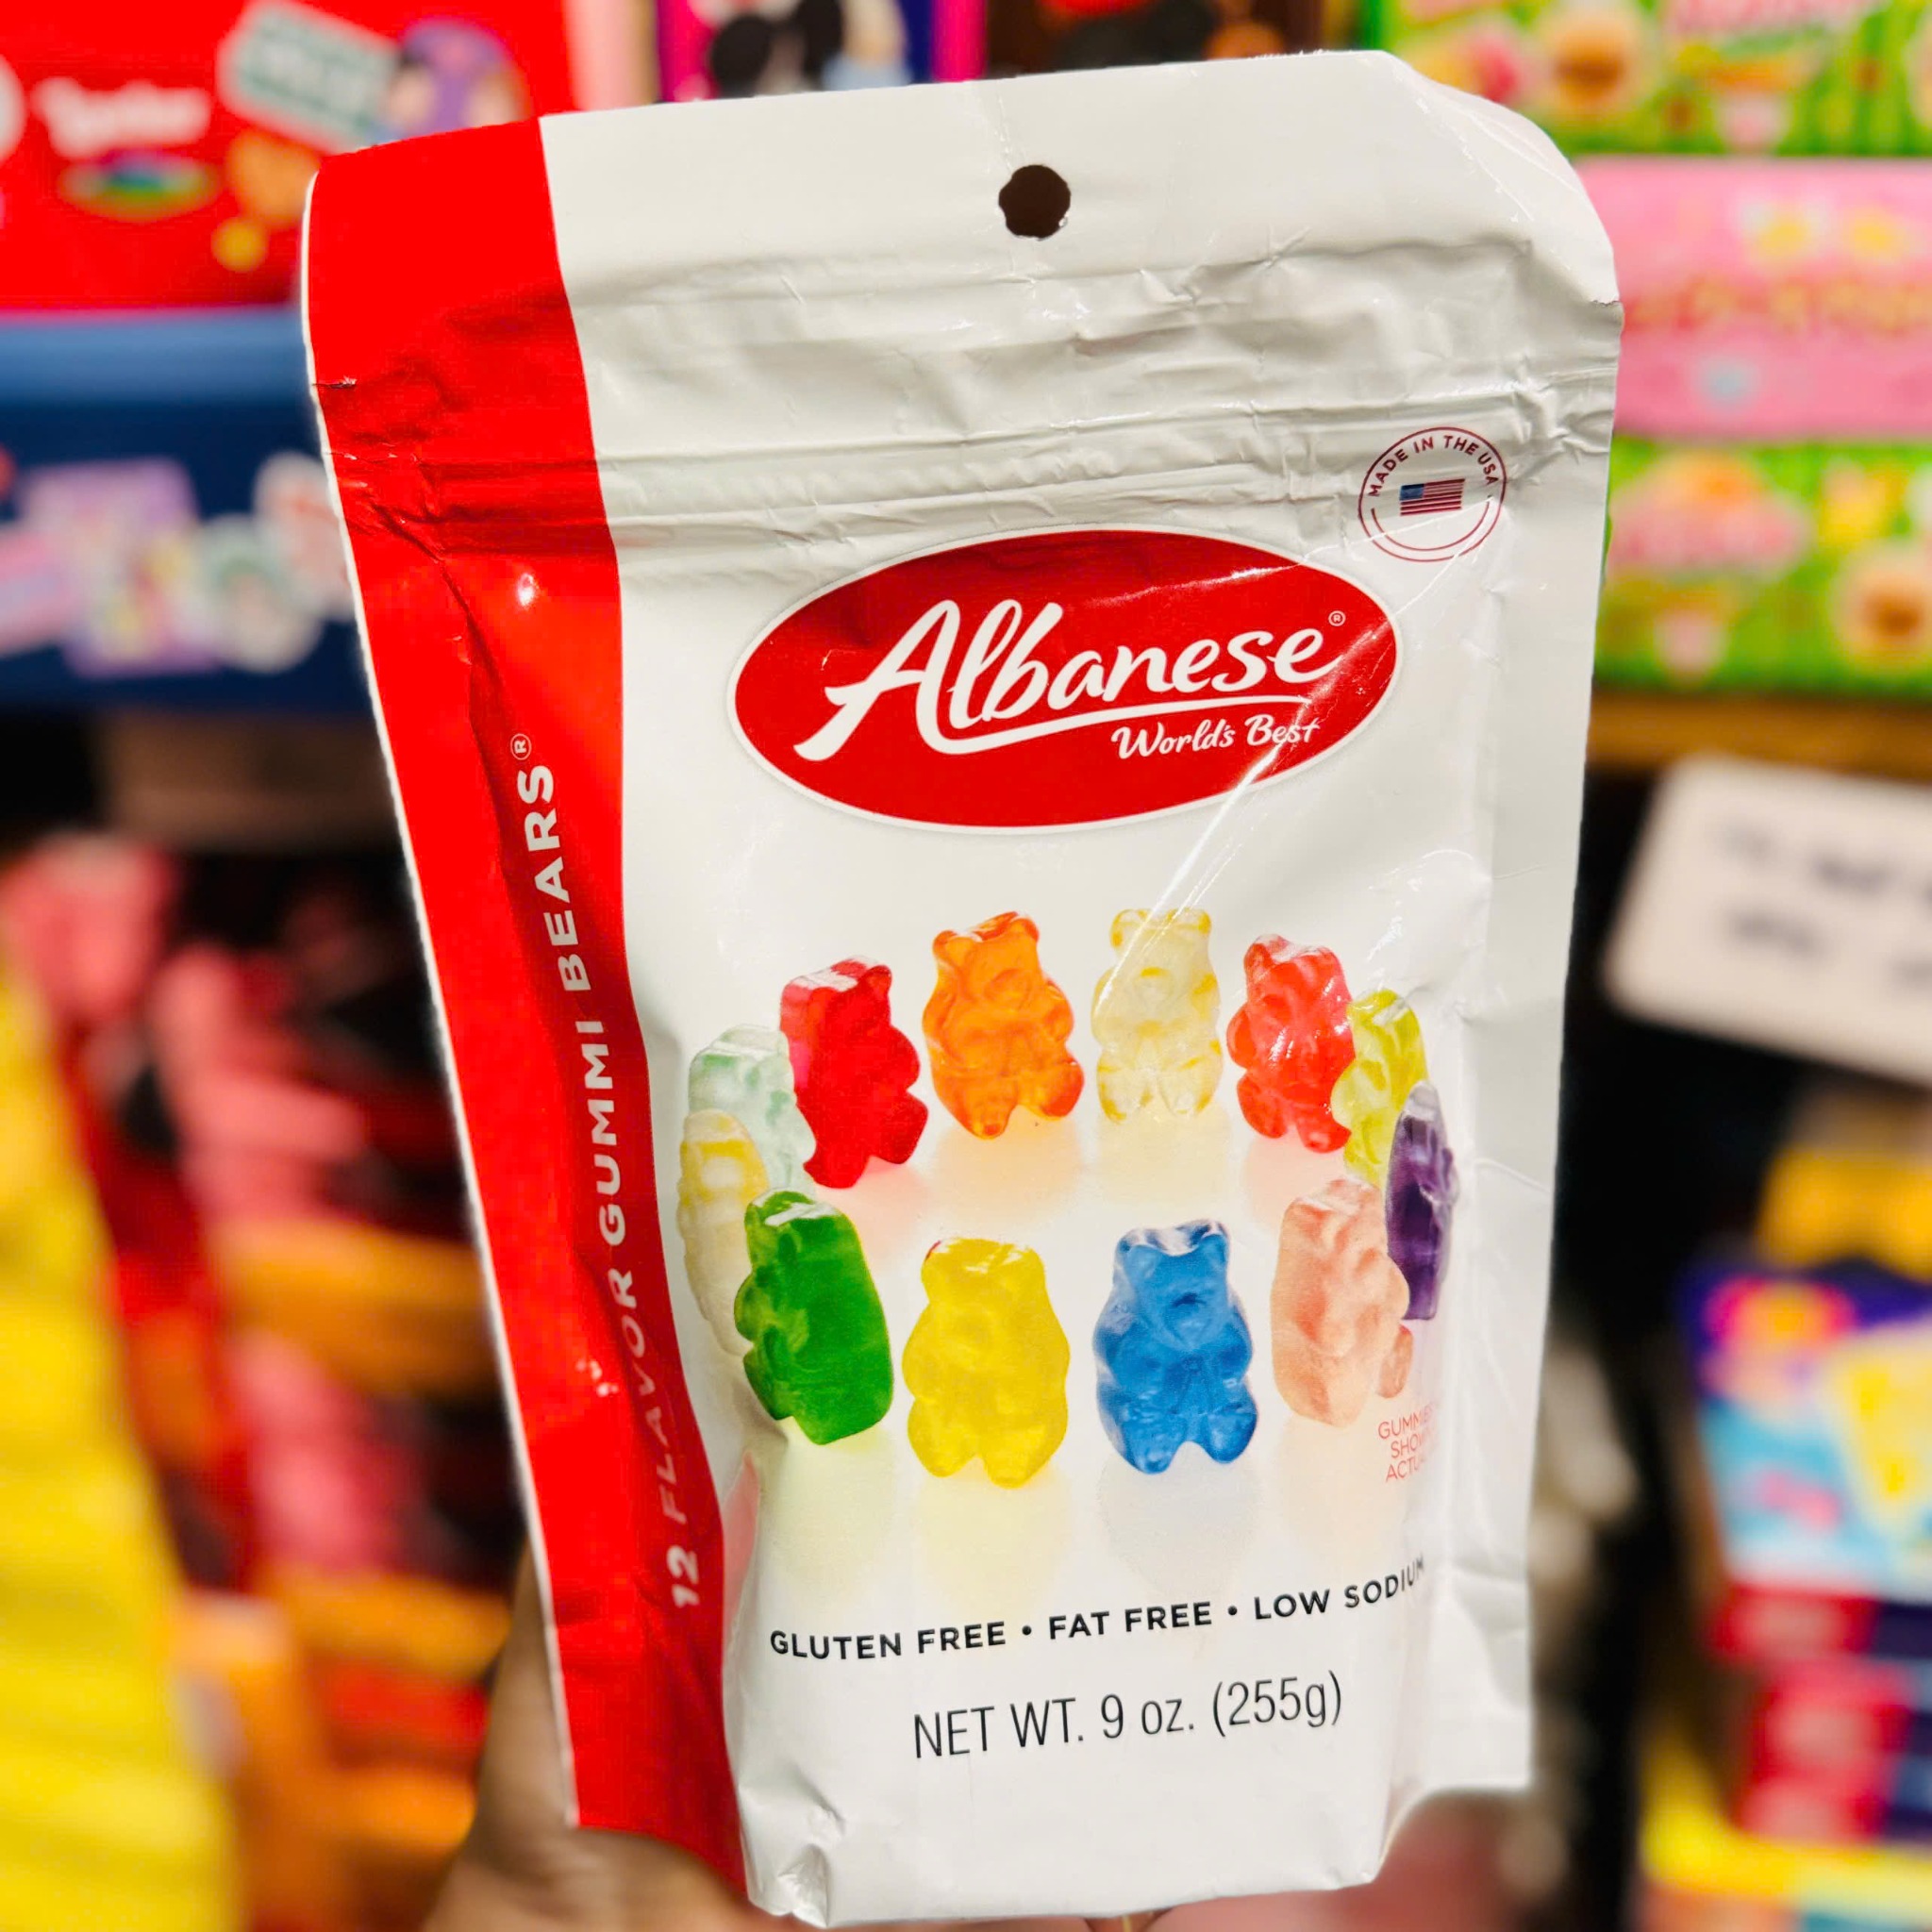 MADE IN THE USA
Albanese®
World's Best
12 FLAVOR GUMMI BEARS®
GLUTEN FREE • FAT FREE • LOW SODIUM
NET WT. 9 oz. (255g)